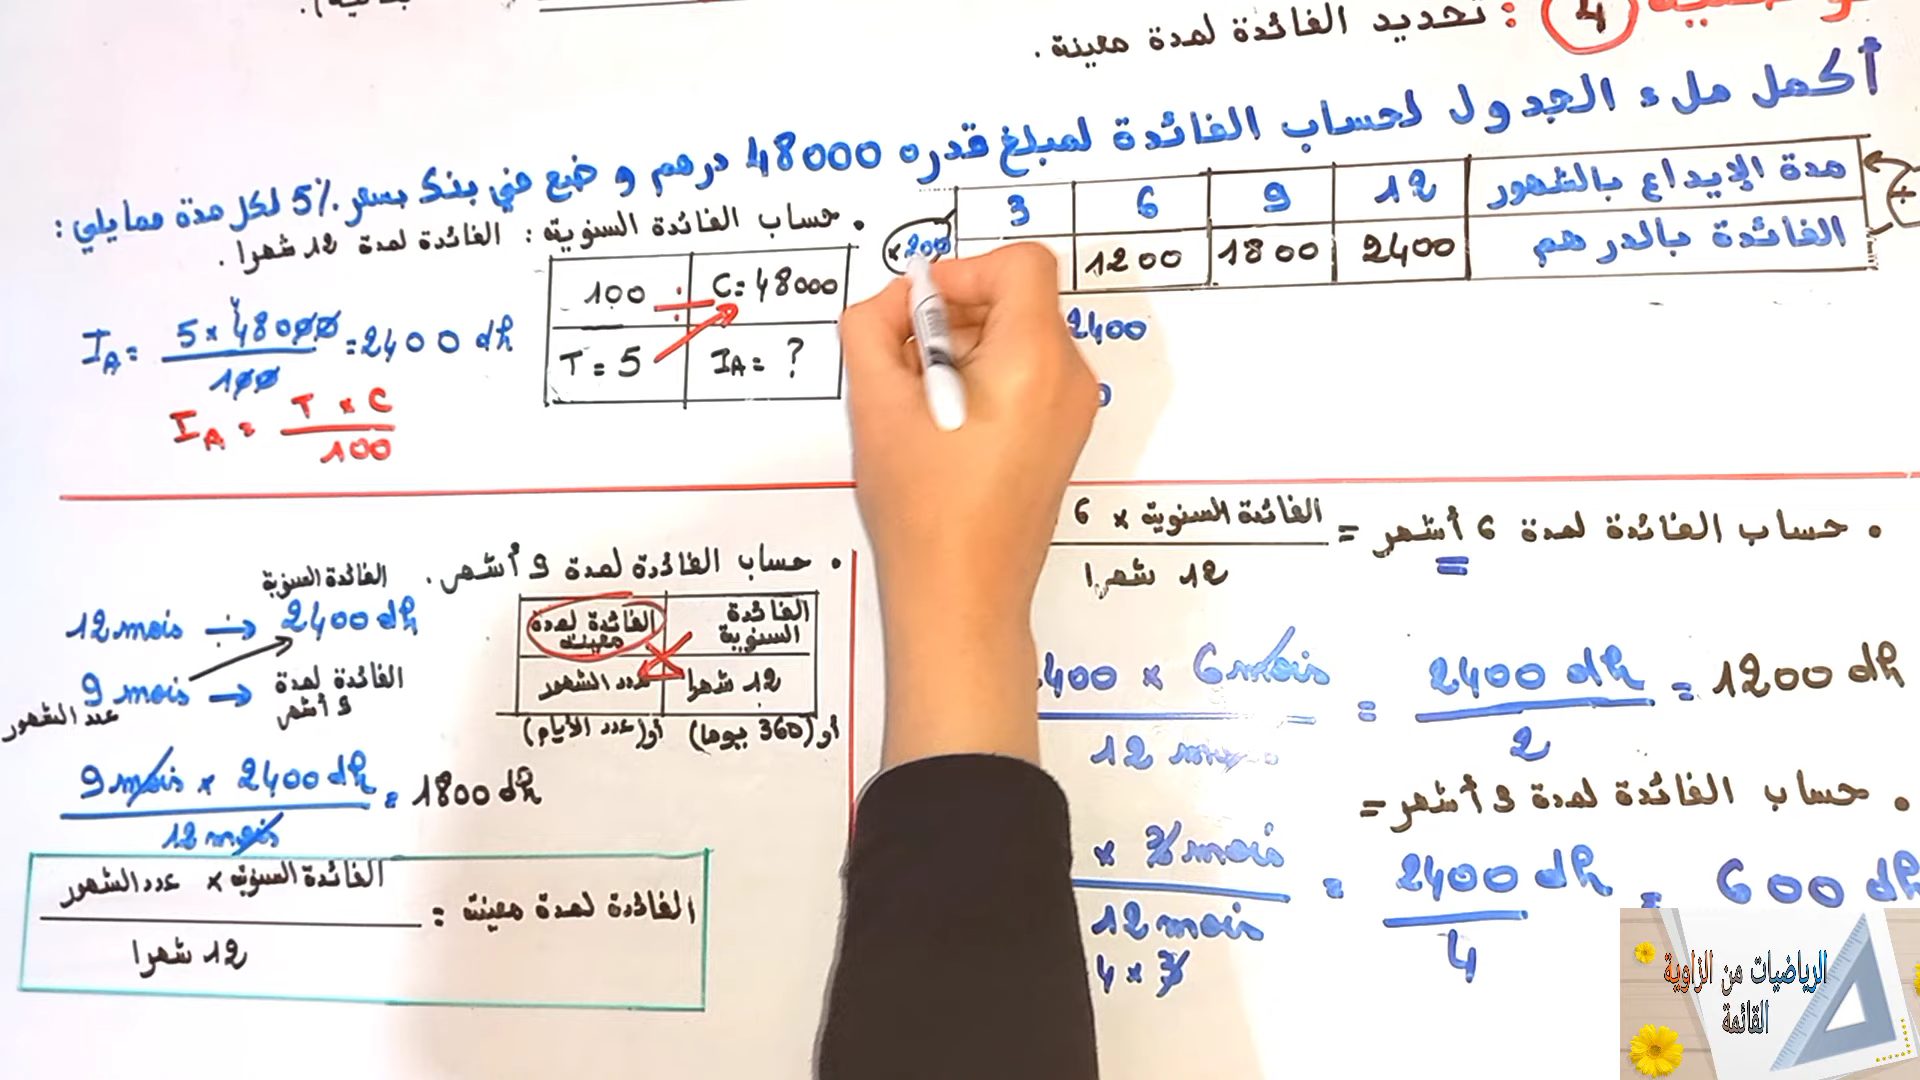 4 : تحديد الفائدة لمدة معينة .
أكمل ملء الجدول لحساب الفائدة لمبلغ قدره 48000 درهم وضع في بنك بسعر 5% لكل مدة مما يلي :
مدة الإيداع بالشهور 12 9 6 3
الفائدة بالدرهم 2400 1800 1200
×200
2400
• حساب الفائدة السنوية : الفائدة لمدة 12 شهرا .
100 C = 48000
T = 5 IA = ?
IA = 5 × 48000 / 100 = 2400 dh
IA = T × C / 100
• حساب الفائدة لمدة 6 أشهر = الفائدة السنوية × 6 / 12 شهرا
400 × 6 mois / 12 mois = 2400 dh / 2 = 1200 dh
• حساب الفائدة لمدة 3 أشهر =
× 3 mois / 12 mois = 2400 dh / 4 = 600 dh
4 × 3
• حساب الفائدة لمدة 9 أشهر .
الفائدة السنوية الفائدة لمدة معينة
12 شهرا عدد الشهور
أو (360 يوما) أو (عدد الأيام)
الفائدة السنوية
12 mois → 2400 dh
9 mois → الفائدة لمدة 9 أشهر
عدد الشهور
9 mois × 2400 dh / 12 mois = 1800 dh
الفائدة لمدة معينة = الفائدة السنوية × عدد الشهور / 12 شهرا
الرياضيات من الزاوية
القائمة